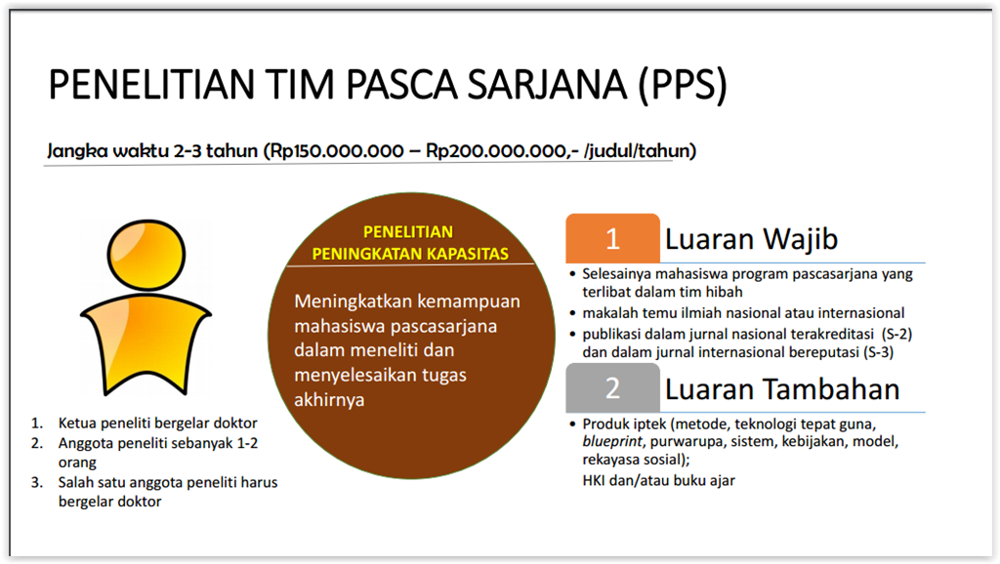 PENELITIAN TIM PASCA SARJANA (PPS)
Jangka waktu 2-3 tahun (Rp150.000.000 – Rp200.000.000,- /judul/tahun)
1. Ketua peneliti bergelar doktor
2. Anggota peneliti sebanyak 1-2
orang
3. Salah satu anggota peneliti harus
bergelar doktor
PENELITIAN
PENINGKATAN KAPASITAS
Meningkatkan kemampuan
mahasiswa pascasarjana
dalam meneliti dan
menyelesaikan tugas
akhirnya
1 Luaran Wajib
• Selesainya mahasiswa program pascasarjana yang
terlibat dalam tim hibah
• makalah temu ilmiah nasional atau internasional
• publikasi dalam jurnal nasional terakreditasi (S-2)
dan dalam jurnal internasional bereputasi (S-3)
2 Luaran Tambahan
• Produk iptek (metode, teknologi tepat guna,
blueprint, purwarupa, sistem, kebijakan, model,
rekayasa sosial);
HKI dan/atau buku ajar